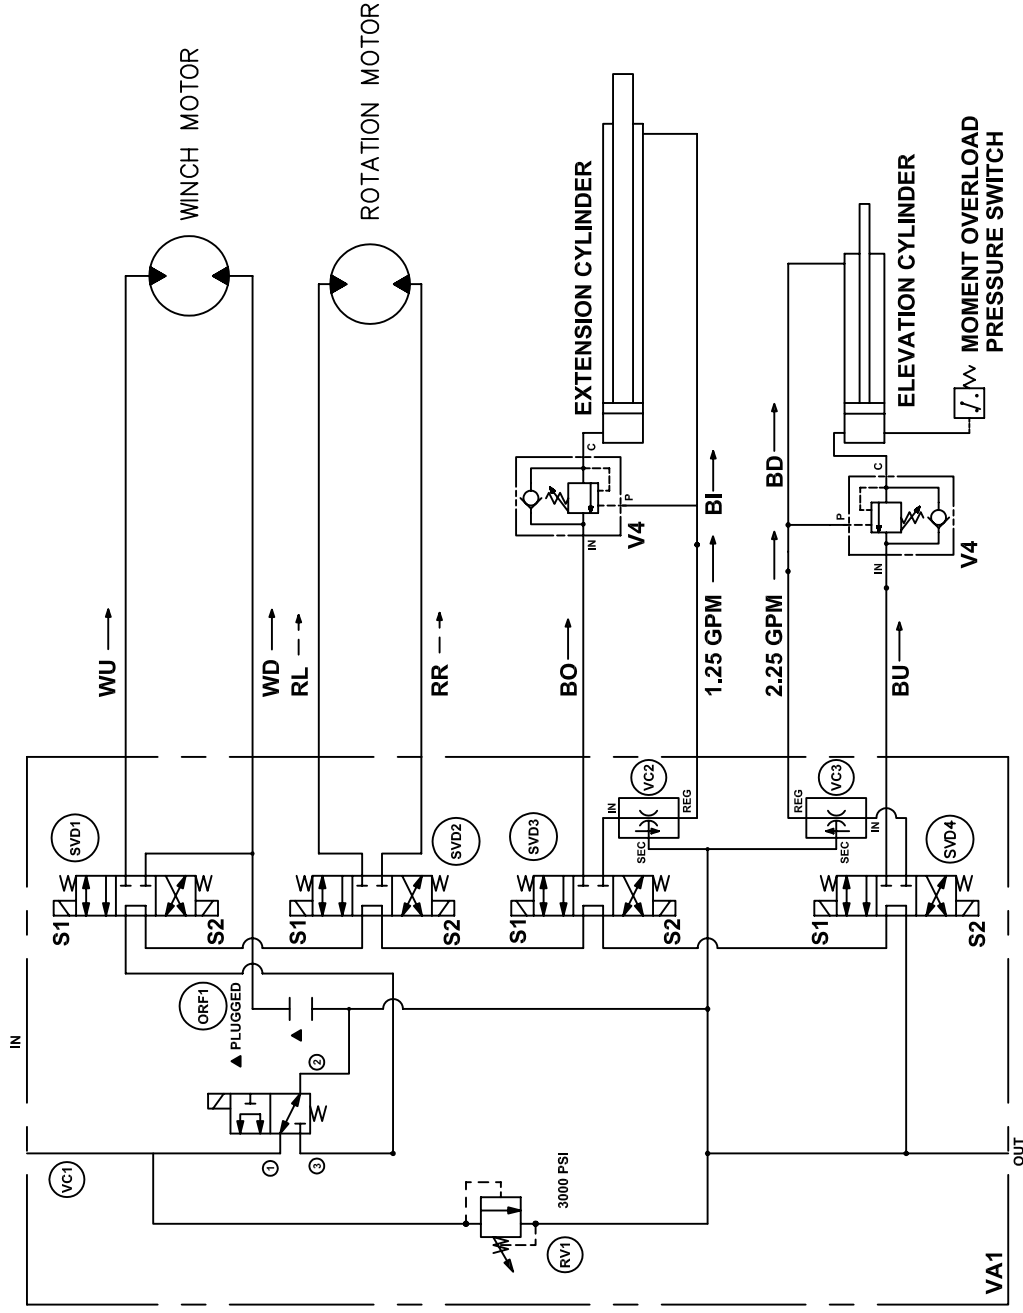 WINCH MOTOR
ROTATION MOTOR
EXTENSION CYLINDER
ELEVATION CYLINDER
MOMENT OVERLOAD
PRESSURE SWITCH
C
P
IN
V4
C
P
IN
V4
WU
WD
RL
RR
BO
BI
1.25 GPM
BD
2.25 GPM
BU
SVD1
S1
S2
SVD2
S1
S2
SVD3
S1
S2
VC2
IN
REG
SEC
VC3
REG
IN
SEC
SVD4
S1
S2
ORF1
PLUGGED
IN
VC1
1
2
3
RV1
3000 PSI
OUT
VA1